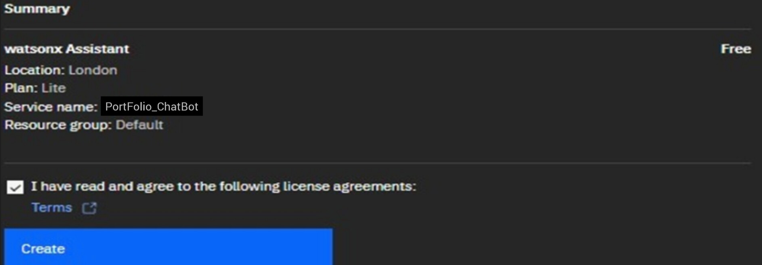 Summary
watsonx Assistant Free
Location: London
Plan: Lite
Service name: PortFolio_ChatBot
Resource group: Default
I have read and agree to the following license agreements:
Terms
Create